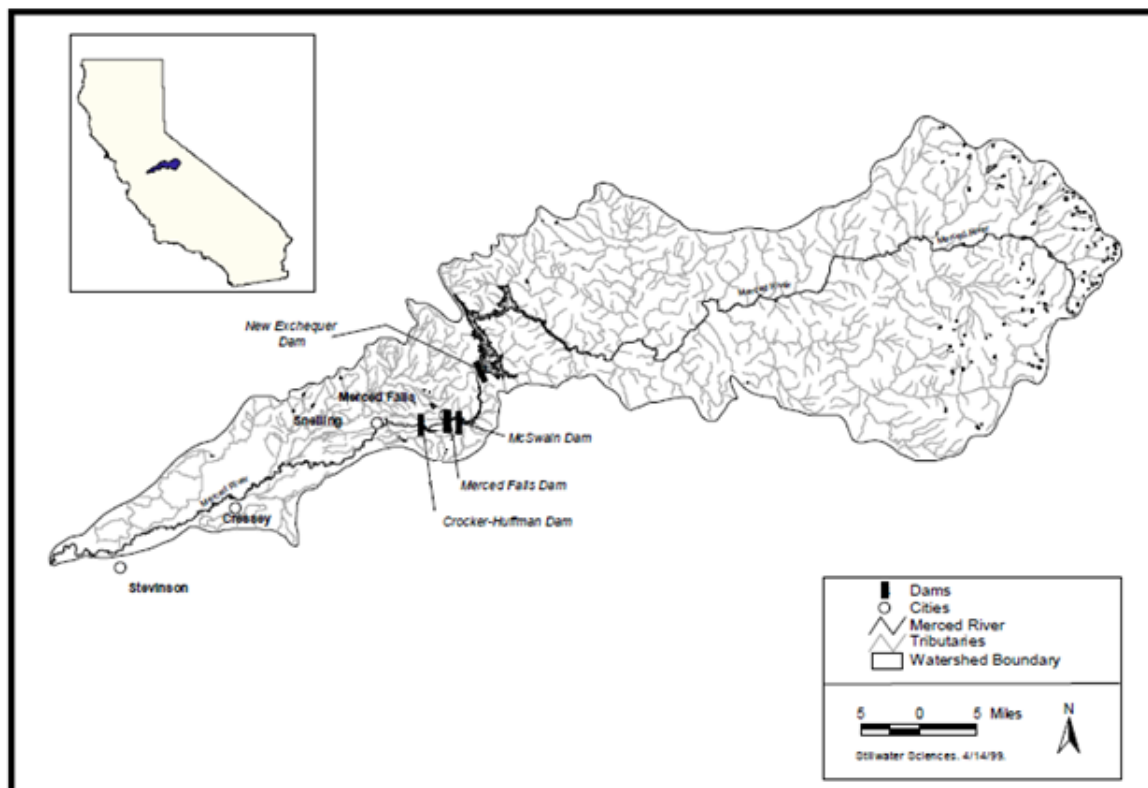 Merced River
Merced River
New Exchequer
Dam
Merced Falls
Snelling
McSwain Dam
Merced Falls Dam
Merced River
Cressey
Crocker-Huffman Dam
Stevinson
Dams
Cities
Merced River
Tributaries
Watershed Boundary
5 0 5 Miles
N
Stillwater Sciences. 4/14/99.